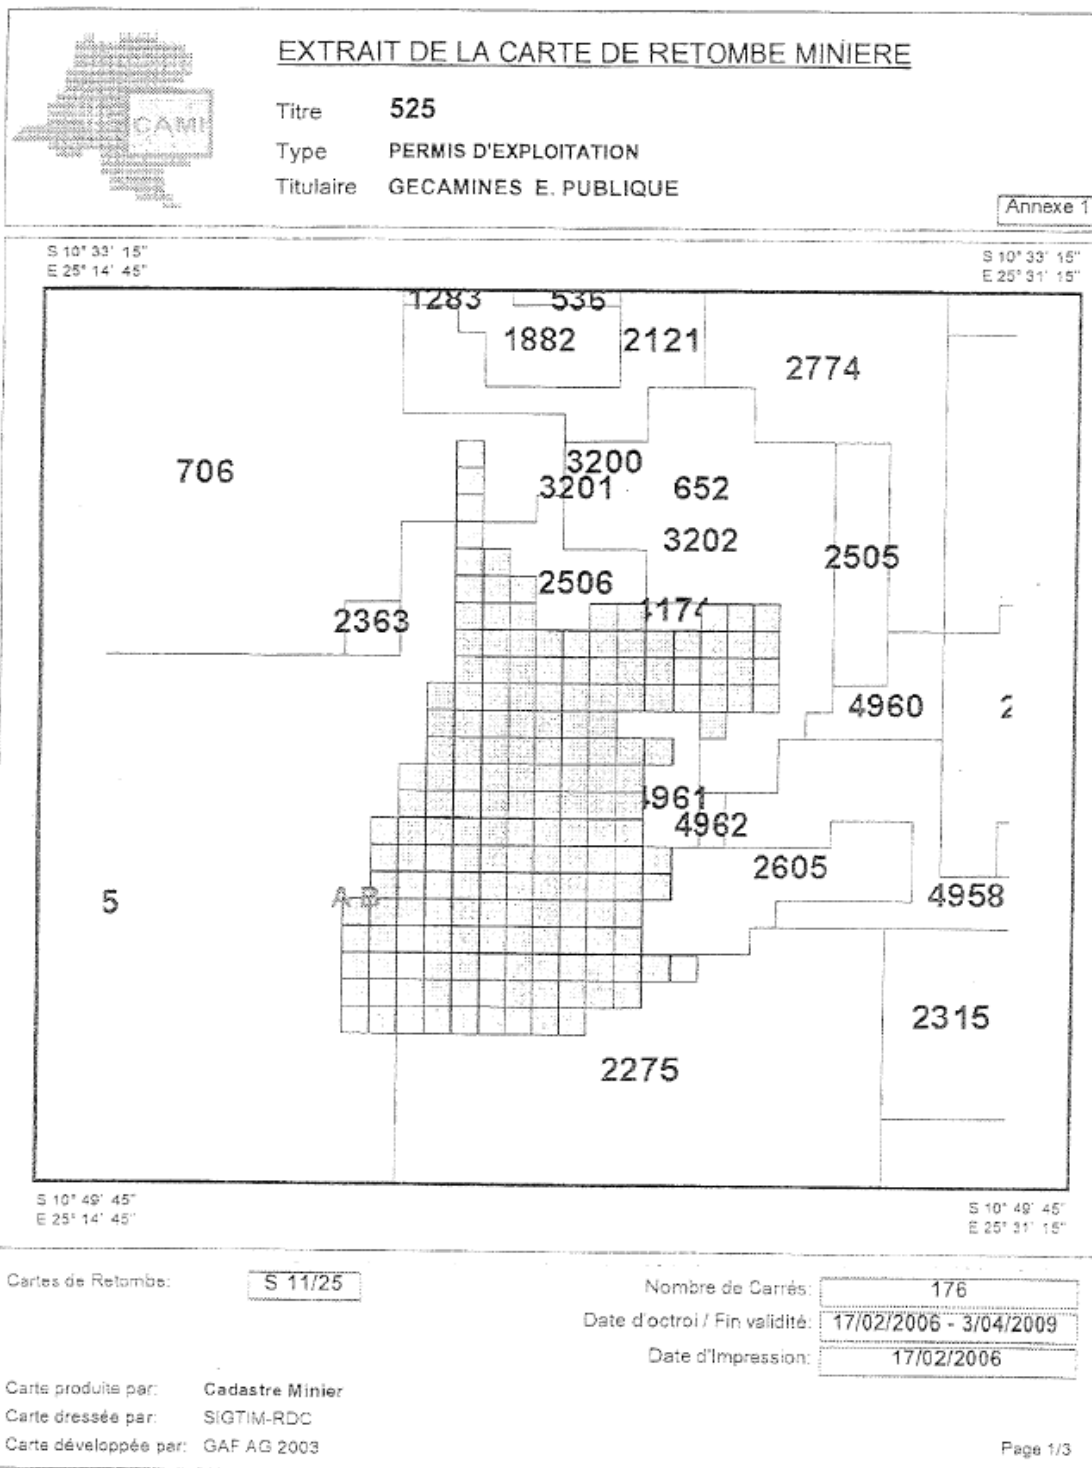 EXTRAIT DE LA CARTE DE RETOMBE MINIERE
CAMI
Titre 525
Type PERMIS D'EXPLOITATION
Titulaire GECAMINES E. PUBLIQUE
Annexe 1
S 10° 33' 15"
E 25° 14' 45"
S 10° 33' 15"
E 25° 31' 15"
1283
536
1882
2121
2774
706
3200
3201
652
3202
2505
2506
2363
4960
2
4961
4962
2605
5
A-B
4958
2315
2275
S 10° 49' 45"
E 25° 14' 45"
S 10° 49' 45"
E 25° 31' 15"
Cartes de Retombe: S 11/25
Nombre de Carrés: 176
Date d'octroi / Fin validité: 17/02/2006 - 3/04/2009
Date d'Impression: 17/02/2006
Carte produite par: Cadastre Minier
Carte dressée par: SIGTIM-RDC
Carte développée par: GAF AG 2003
Page 1/3